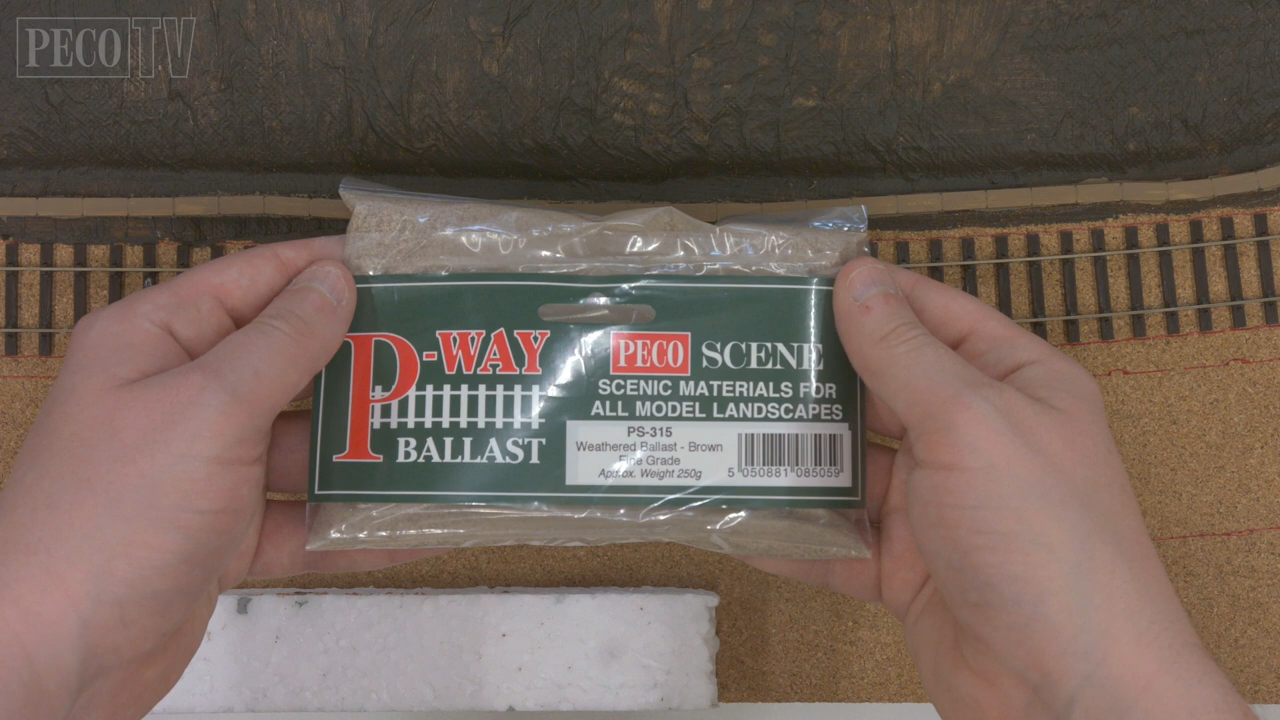 PECO TV
P-WAY
BALLAST
PECO SCENE
SCENIC MATERIALS FOR
ALL MODEL LANDSCAPES
PS-315
Weathered Ballast - Brown
Fine Grade
Approx. Weight 250g
5 050881 085059